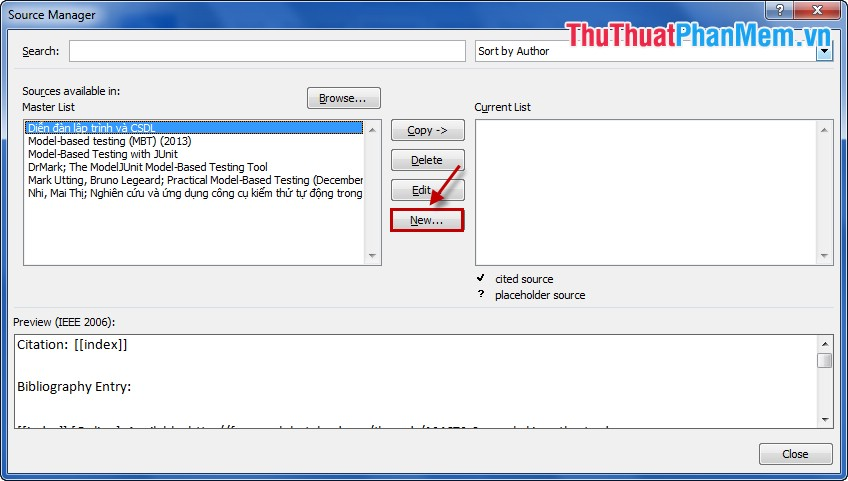 Source Manager
ThuThuatPhanMem.vn
Search:
Sort by Author
Sources available in:
Master List
Browse...
Current List
Diễn đàn lập trình và CSDL
Model-based testing (MBT) (2013)
Model-Based Testing with JUnit
DrMark; The ModelJUnit Model-Based Testing Tool
Mark Utting, Bruno Legeard; Practical Model-Based Testing (December
Nhi, Mai Thị; Nghiên cứu và ứng dụng công cụ kiểm thử tự động trong
Copy ->
Delete
Edit...
New...
cited source
? placeholder source
Preview (IEEE 2006):
Citation: [[index]]
Bibliography Entry:
Close